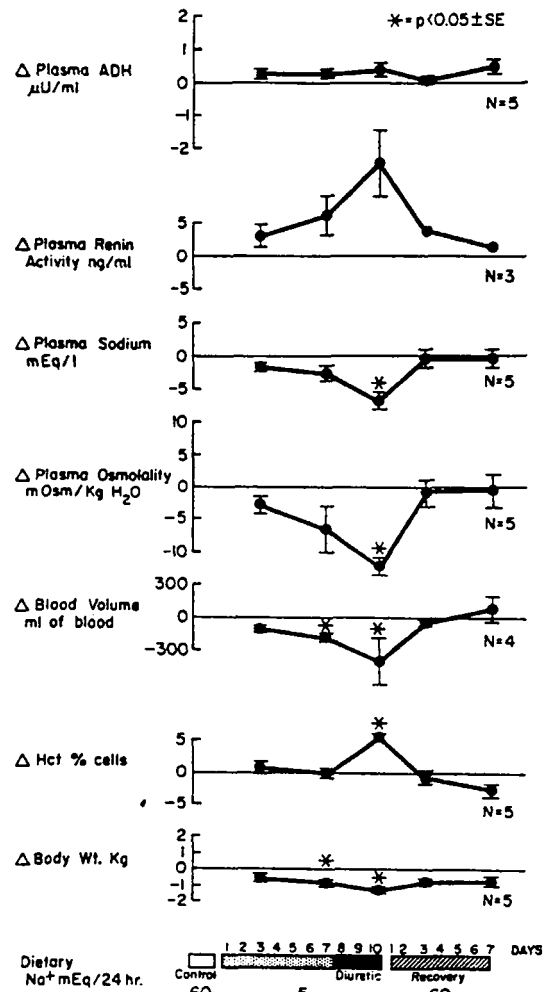 2
* = p<0.05±SE
1
Δ Plasma ADH
μU/ml
0
-1
N=5
-2
5
Δ Plasma Renin
Activity ng/ml
0
N=3
-5
5
Δ Plasma Sodium
mEq/l
0
*
-5
N=5
10
Δ Plasma Osmolality
mOsm/Kg H2O
0
-5
N=5
-10
*
300
Δ Blood Volume
ml of blood
0
* *
-300
N=4
*
5
Δ Hct % cells
0
-5
N=5
2
1
*
Δ Body Wt. Kg
0
*
-1
-2
N=5
1 2 3 4 5 6 7 8 9 10 1 2 3 4 5 6 7 DAYS
Dietary
Na+ mEq/24 hr.
Control Diuretic Recovery